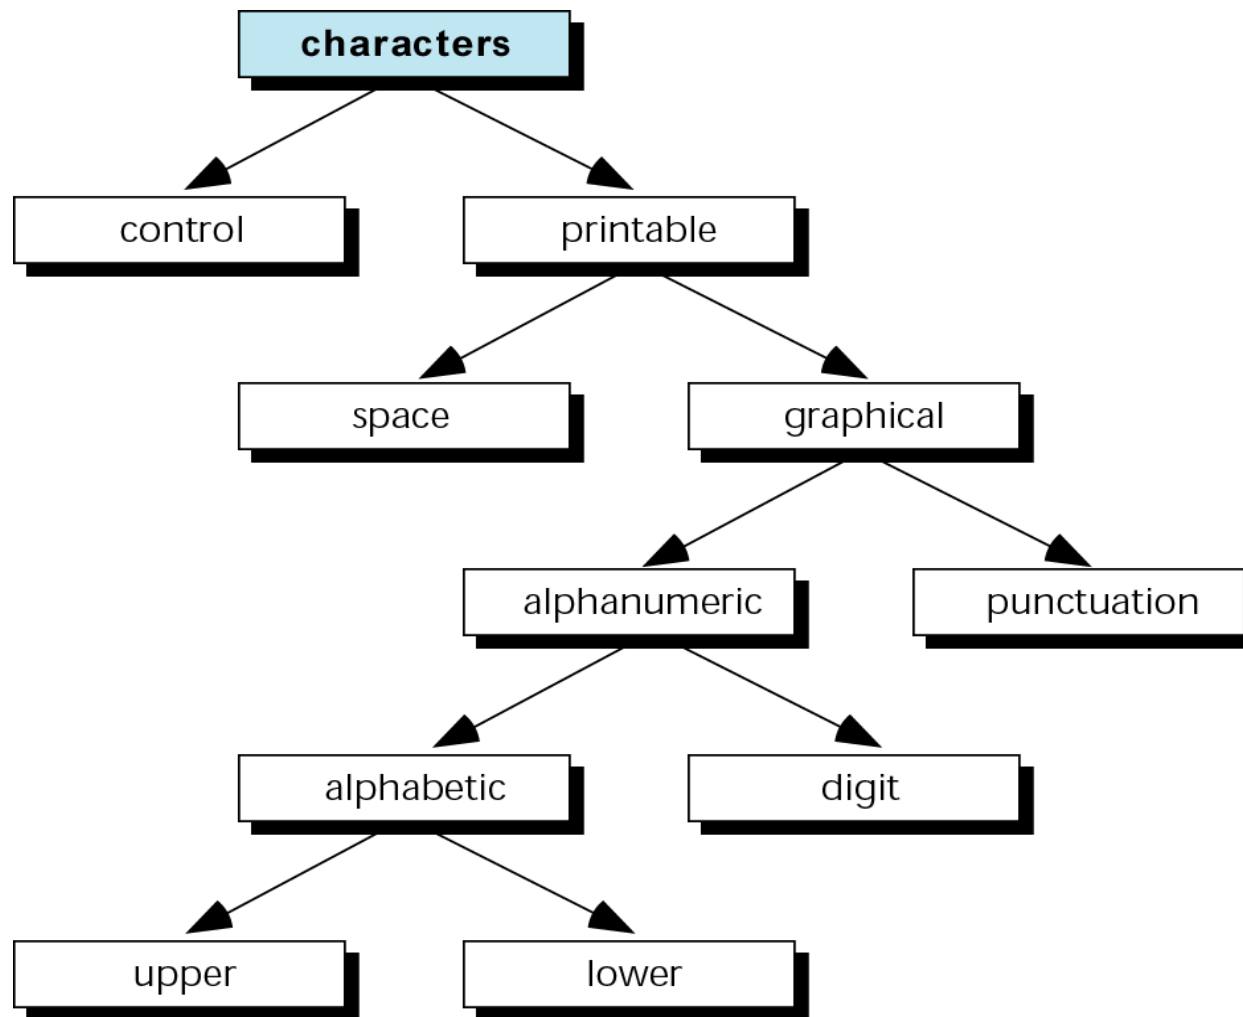 characters
control
printable
space
graphical
alphanumeric
punctuation
alphabetic
digit
upper
lower